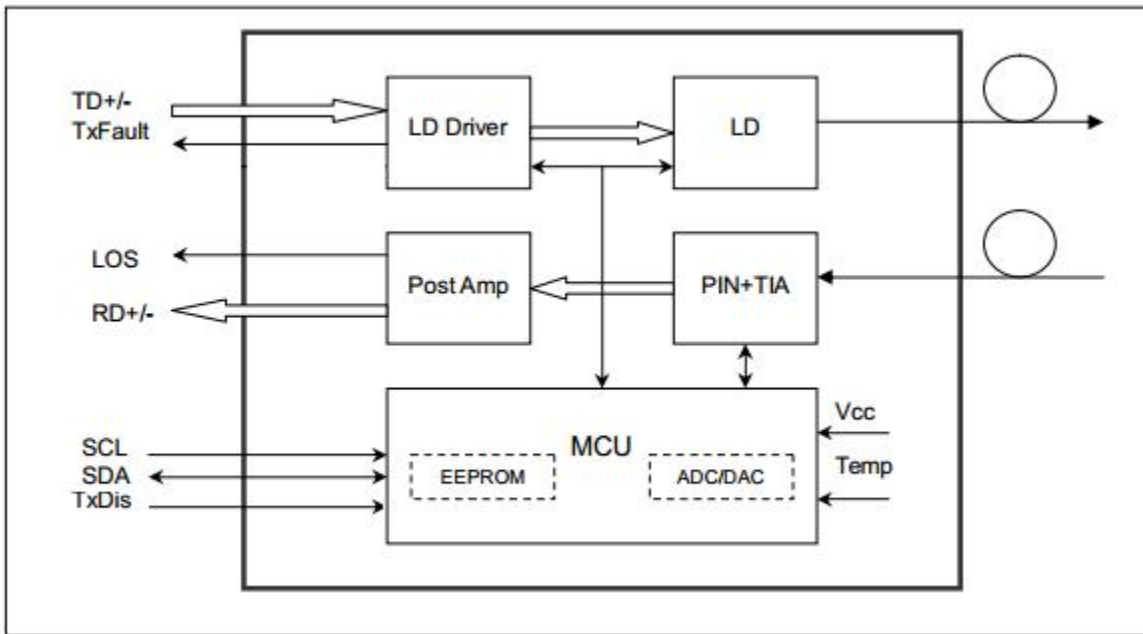 TD+/-
TxFault
LD Driver
LD
LOS
RD+/-
Post Amp
PIN+TIA
SCL
SDA
TxDis
MCU
EEPROM
ADC/DAC
Vcc
Temp